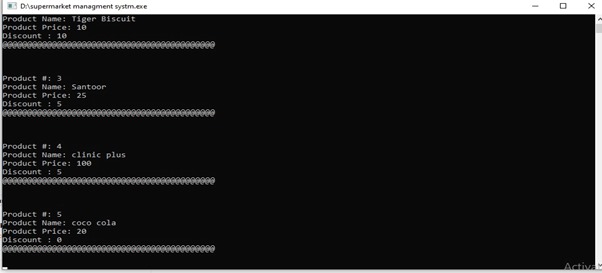 D:\supermarket managment systm.exe
Product Name: Tiger Biscuit
Product Price: 10
Discount : 10
@@@@@@@@@@@@@@@@@@@@@@@@@@@@@@@@@@@@@@@@@@@
Product #: 3
Product Name: Santoor
Product Price: 25
Discount : 5
@@@@@@@@@@@@@@@@@@@@@@@@@@@@@@@@@@@@@@@@@@@
Product #: 4
Product Name: clinic plus
Product Price: 100
Discount : 5
@@@@@@@@@@@@@@@@@@@@@@@@@@@@@@@@@@@@@@@@@@@
Product #: 5
Product Name: coco cola
Product Price: 20
Discount : 0
@@@@@@@@@@@@@@@@@@@@@@@@@@@@@@@@@@@@@@@@@@@
Activa